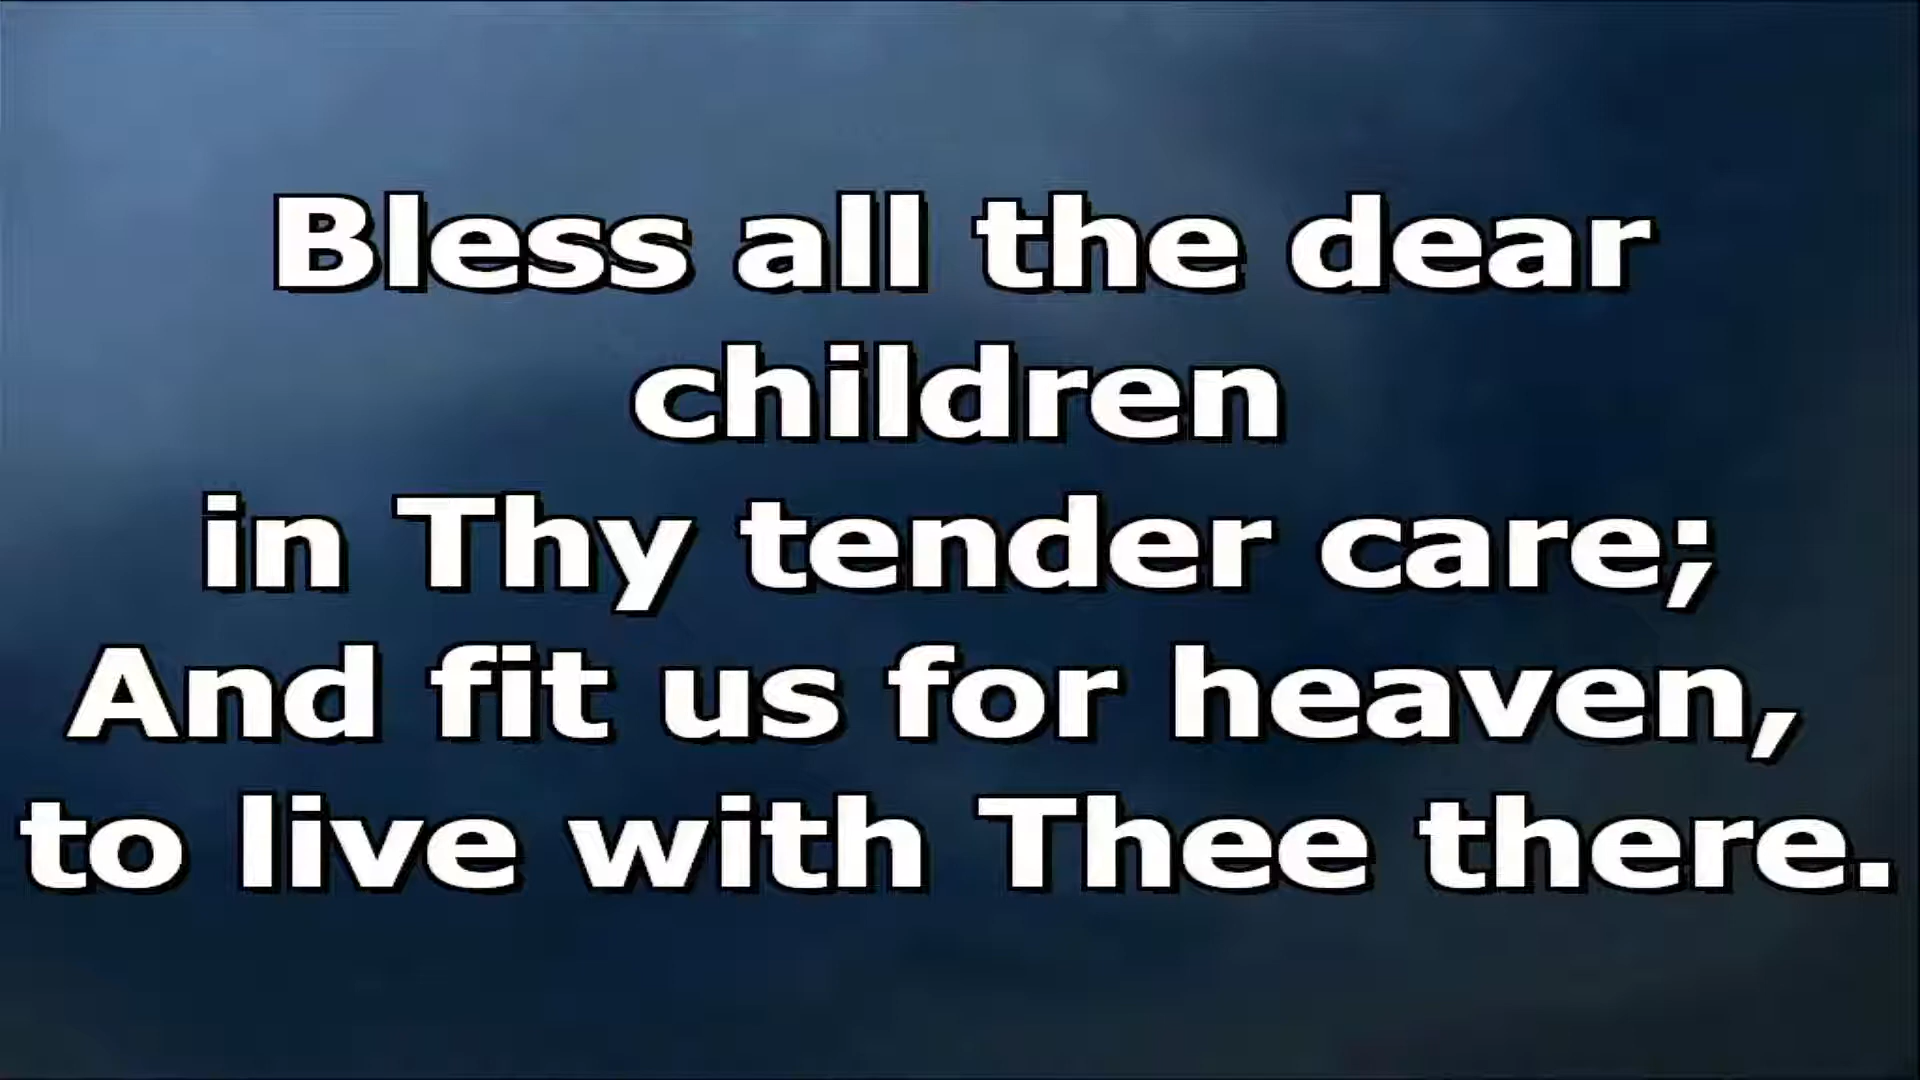 Bless all the dear
children
in Thy tender care;
And fit us for heaven,
to live with Thee there.